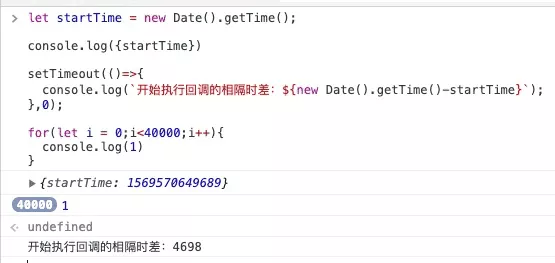 let startTime = new Date().getTime();
console.log({startTime})
setTimeout(()=>{
console.log(`开始执行回调的相隔时差：${new Date().getTime()-startTime}`);
},0);
for(let i = 0;i<40000;i++){
console.log(1)
}
{startTime: 1569570649689}
40000 1
undefined
开始执行回调的相隔时差：4698